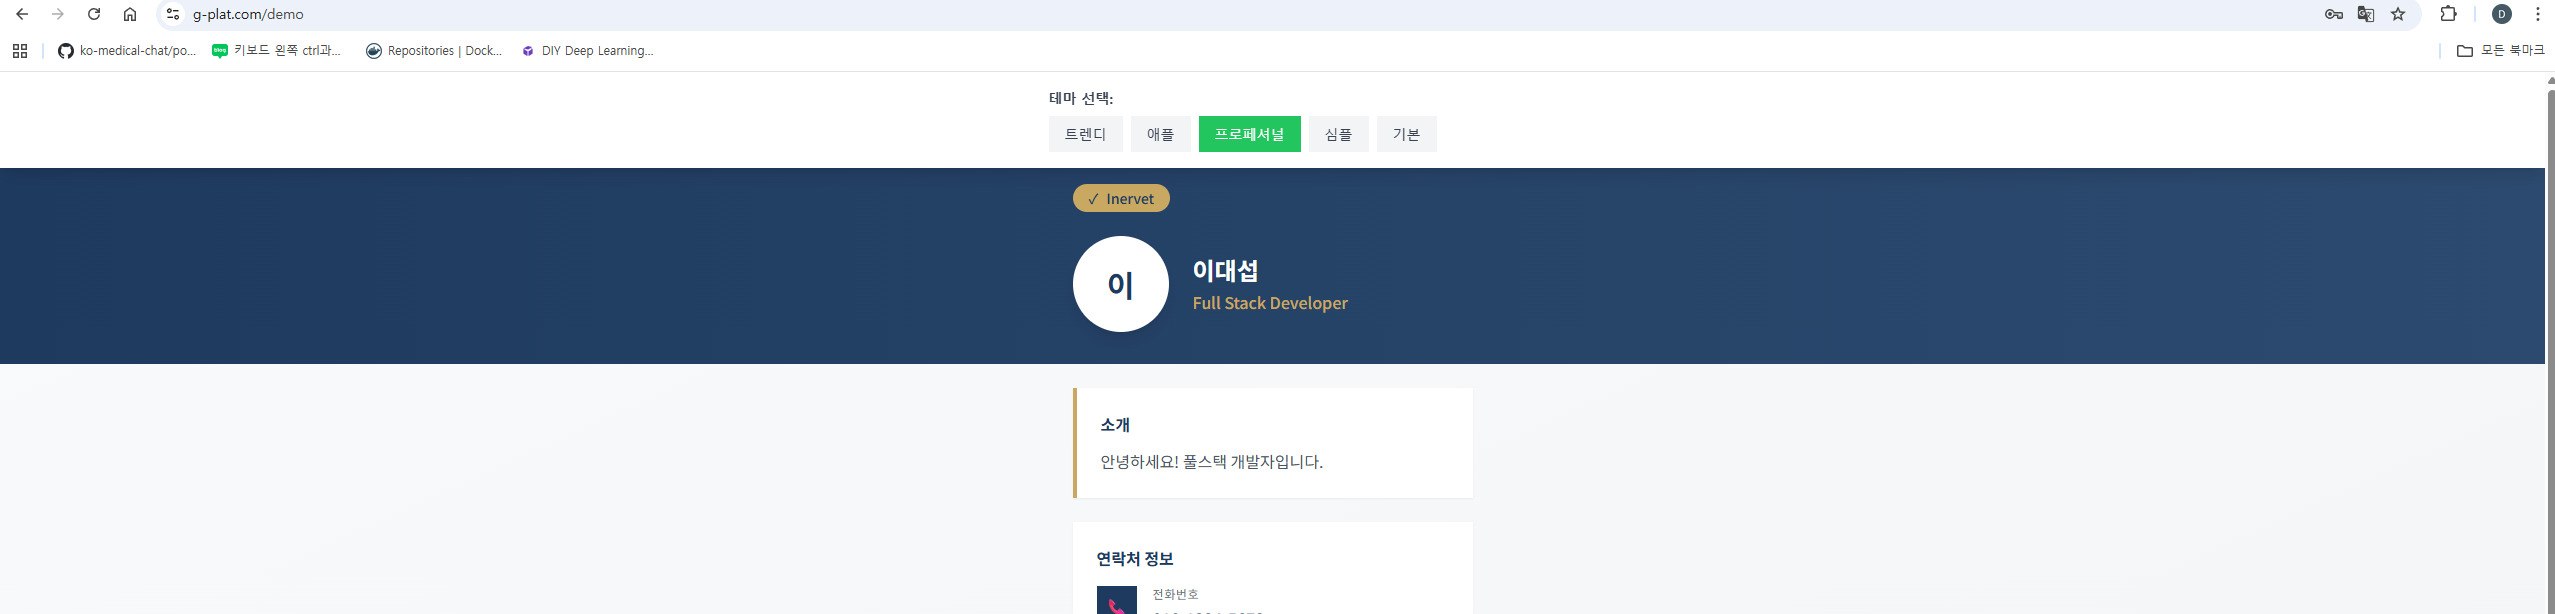 g-plat.com/demo
D
ko-medical-chat/po...
blog
키보드 왼쪽 ctrl과...
Repositories | Dock...
DIY Deep Learning...
모든 북마크
테마 선택:
트렌디
애플
프로페셔널
심플
기본
✓ Inervet
이
이대섭
Full Stack Developer
소개
안녕하세요! 풀스택 개발자입니다.
연락처 정보
전화번호